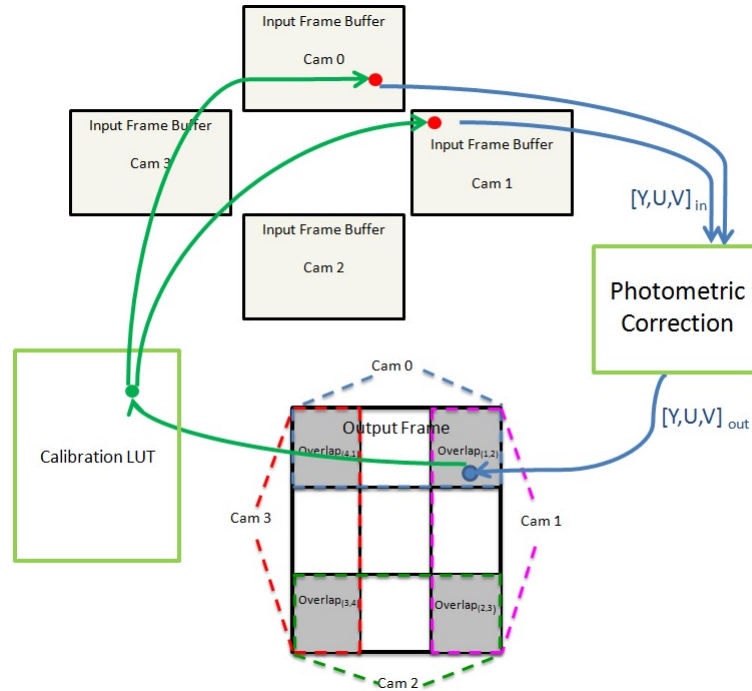 Input Frame Buffer
Cam 0
Input Frame Buffer
Cam 3
Input Frame Buffer
Cam 1
Input Frame Buffer
Cam 2
[Y,U,V] in
Photometric
Correction
[Y,U,V] out
Calibration LUT
Cam 0
Output Frame
Overlap(4,1)
Overlap(1,2)
Cam 3
Cam 1
Overlap(3,4)
Overlap(2,3)
Cam 2